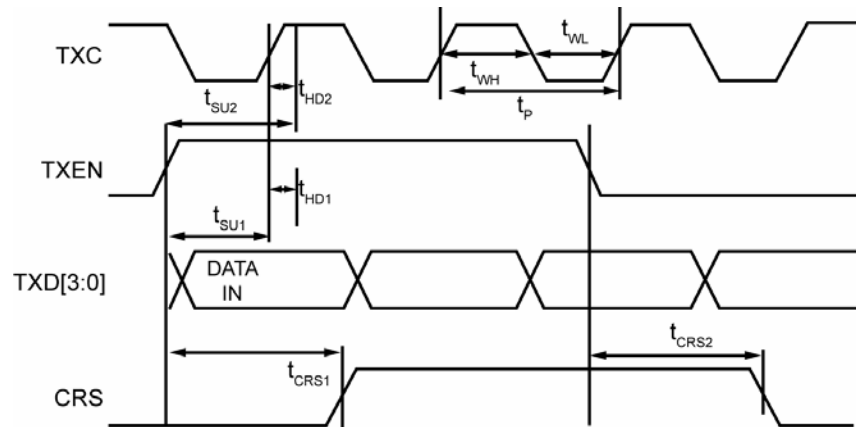 TXC
t_WL
t_WH
t_HD2
t_SU2
t_P
TXEN
t_HD1
t_SU1
TXD[3:0]
DATA
IN
t_CRS2
t_CRS1
CRS